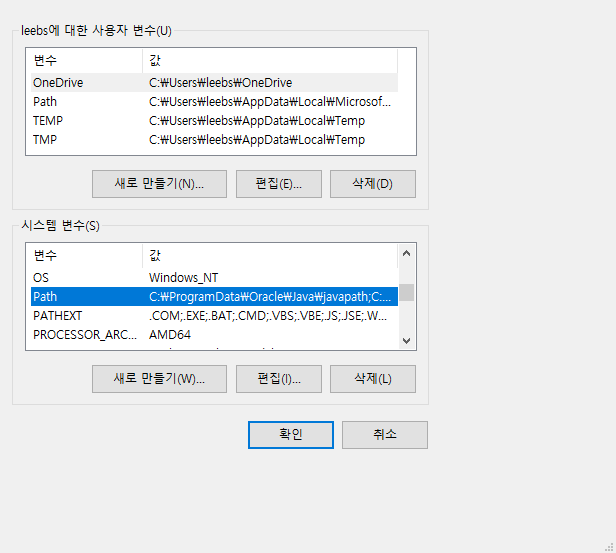 leebs에 대한 사용자 변수(U)
변수 값
OneDrive C:₩Users₩leebs₩OneDrive
Path C:₩Users₩leebs₩AppData₩Local₩Microsof...
TEMP C:₩Users₩leebs₩AppData₩Local₩Temp
TMP C:₩Users₩leebs₩AppData₩Local₩Temp
새로 만들기(N)... 편집(E)... 삭제(D)
시스템 변수(S)
변수 값
OS Windows_NT
Path C:₩ProgramData₩Oracle₩Java₩javapath;C:...
PATHEXT .COM;.EXE;.BAT;.CMD;.VBS;.VBE;.JS;.JSE;.W...
PROCESSOR_ARC... AMD64
새로 만들기(W)... 편집(I)... 삭제(L)
확인 취소